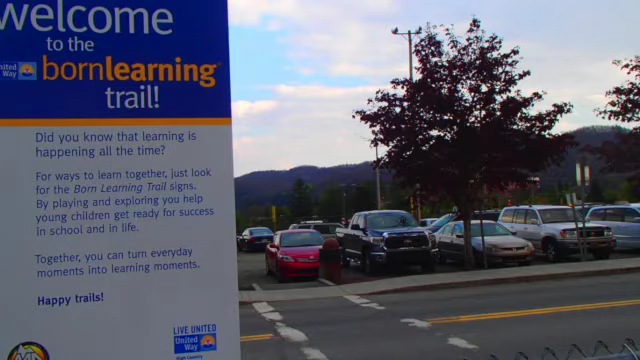 welcome
to the
United
Way
bornlearning
trail!
Did you know that learning is
happening all the time?
For ways to learn together, just look
for the Born Learning Trail signs.
By playing and exploring you help
young children get ready for success
in school and in life.
Together, you can turn everyday
moments into learning moments.
Happy trails!
LIVE UNITED
United
Way
High Country